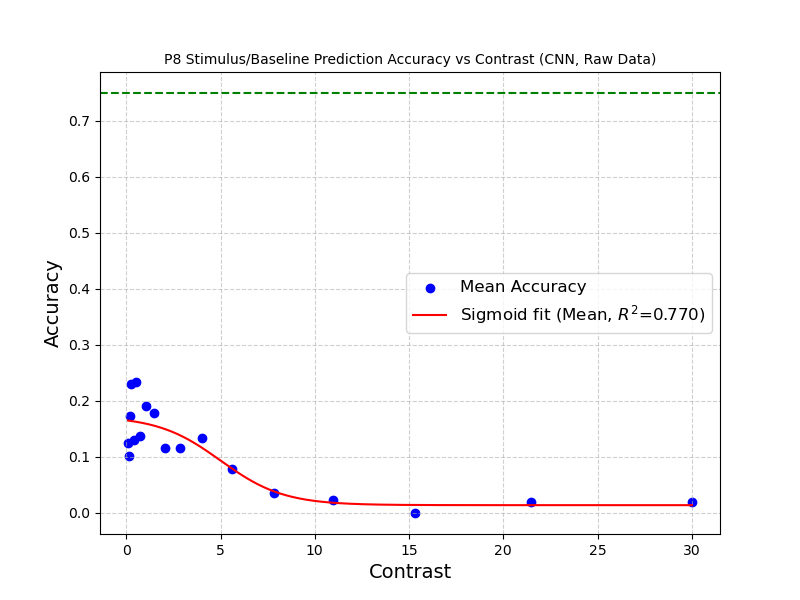 P8 Stimulus/Baseline Prediction Accuracy vs Contrast (CNN, Raw Data)
0.7
0.6
0.5
0.4
0.3
0.2
0.1
0.0
Accuracy
Mean Accuracy
Sigmoid fit (Mean, R²=0.770)
0 5 10 15 20 25 30
Contrast